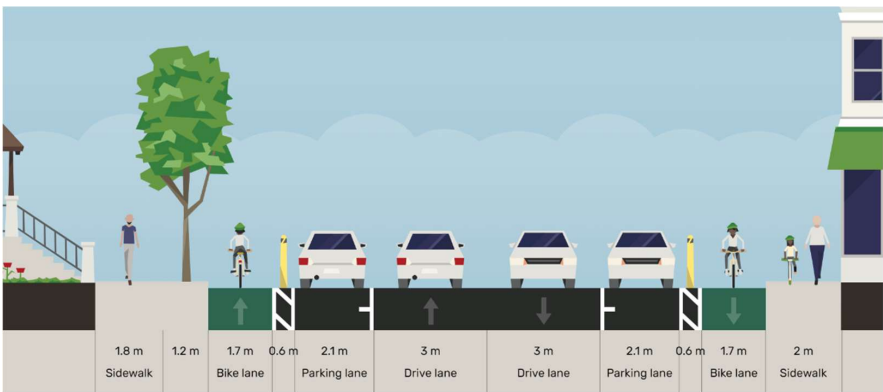 1.8 m 1.2 m 1.7 m 0.6 m 2.1 m 3 m 3 m 2.1 m 0.6 m 1.7 m 2 m
Sidewalk Bike lane Parking lane Drive lane Drive lane Parking lane Bike lane Sidewalk